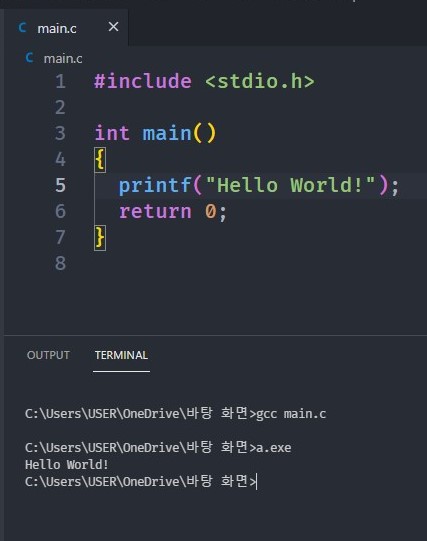 C main.c ×
C main.c
1 #include <stdio.h>
2
3 int main()
4 {
5   printf("Hello World!");
6   return 0;
7 }
8
OUTPUT TERMINAL
C:\Users\USER\OneDrive\바탕 화면>gcc main.c
C:\Users\USER\OneDrive\바탕 화면>a.exe
Hello World!
C:\Users\USER\OneDrive\바탕 화면>